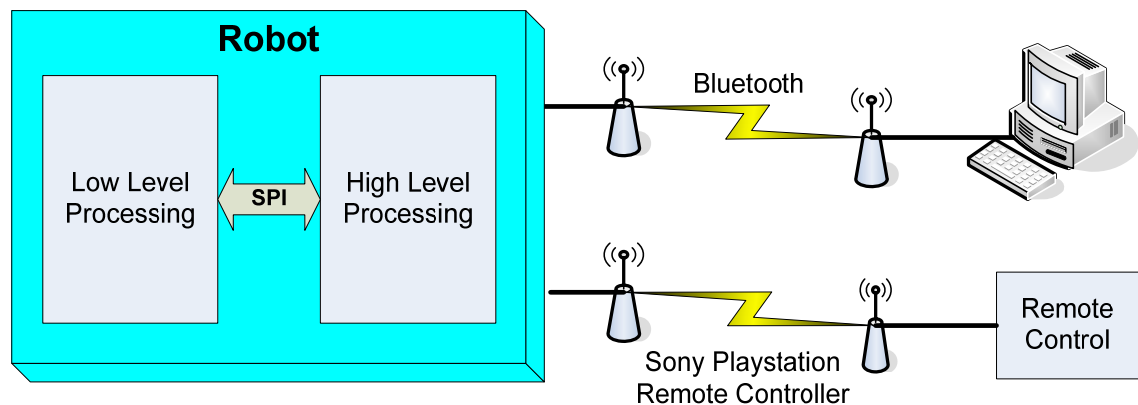 Robot
Low Level
Processing
SPI
High Level
Processing
Bluetooth
Sony Playstation
Remote Controller
Remote
Control